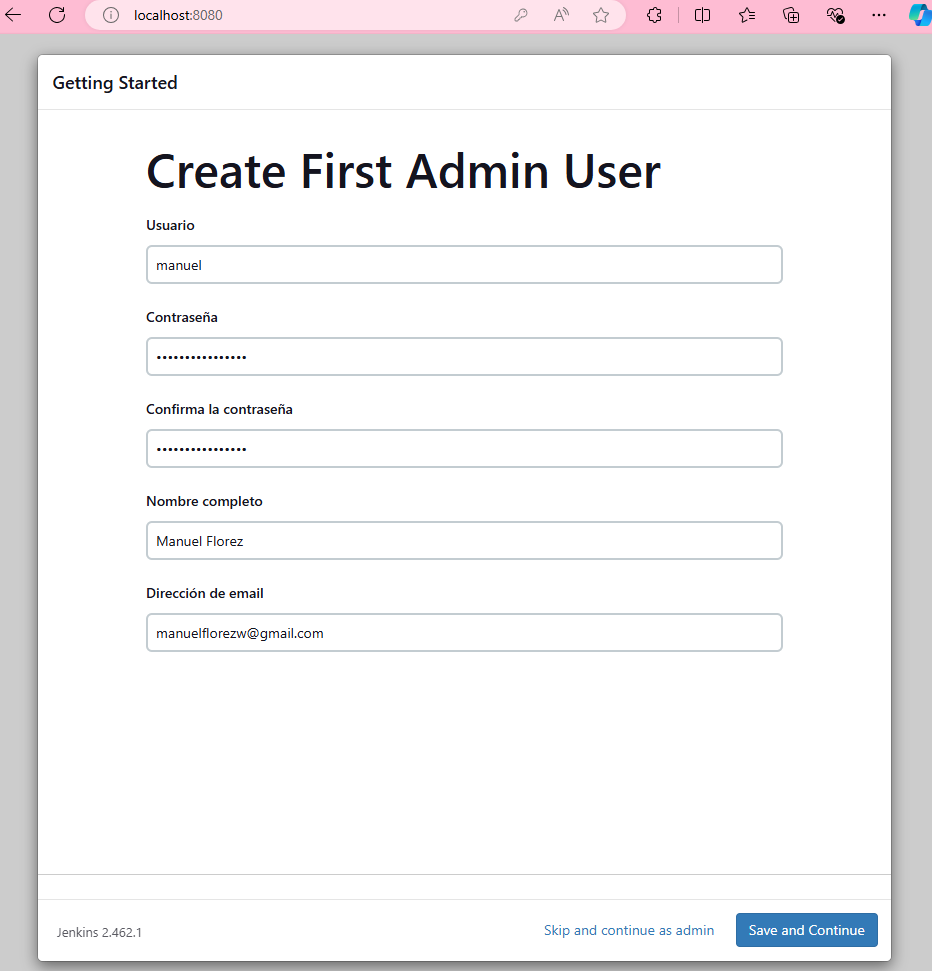 localhost:8080
Getting Started
Create First Admin User
Usuario
manuel
Contraseña
••••••••••••••••
Confirma la contraseña
••••••••••••••••
Nombre completo
Manuel Florez
Dirección de email
manuelflorezw@gmail.com
Jenkins 2.462.1
Skip and continue as admin
Save and Continue